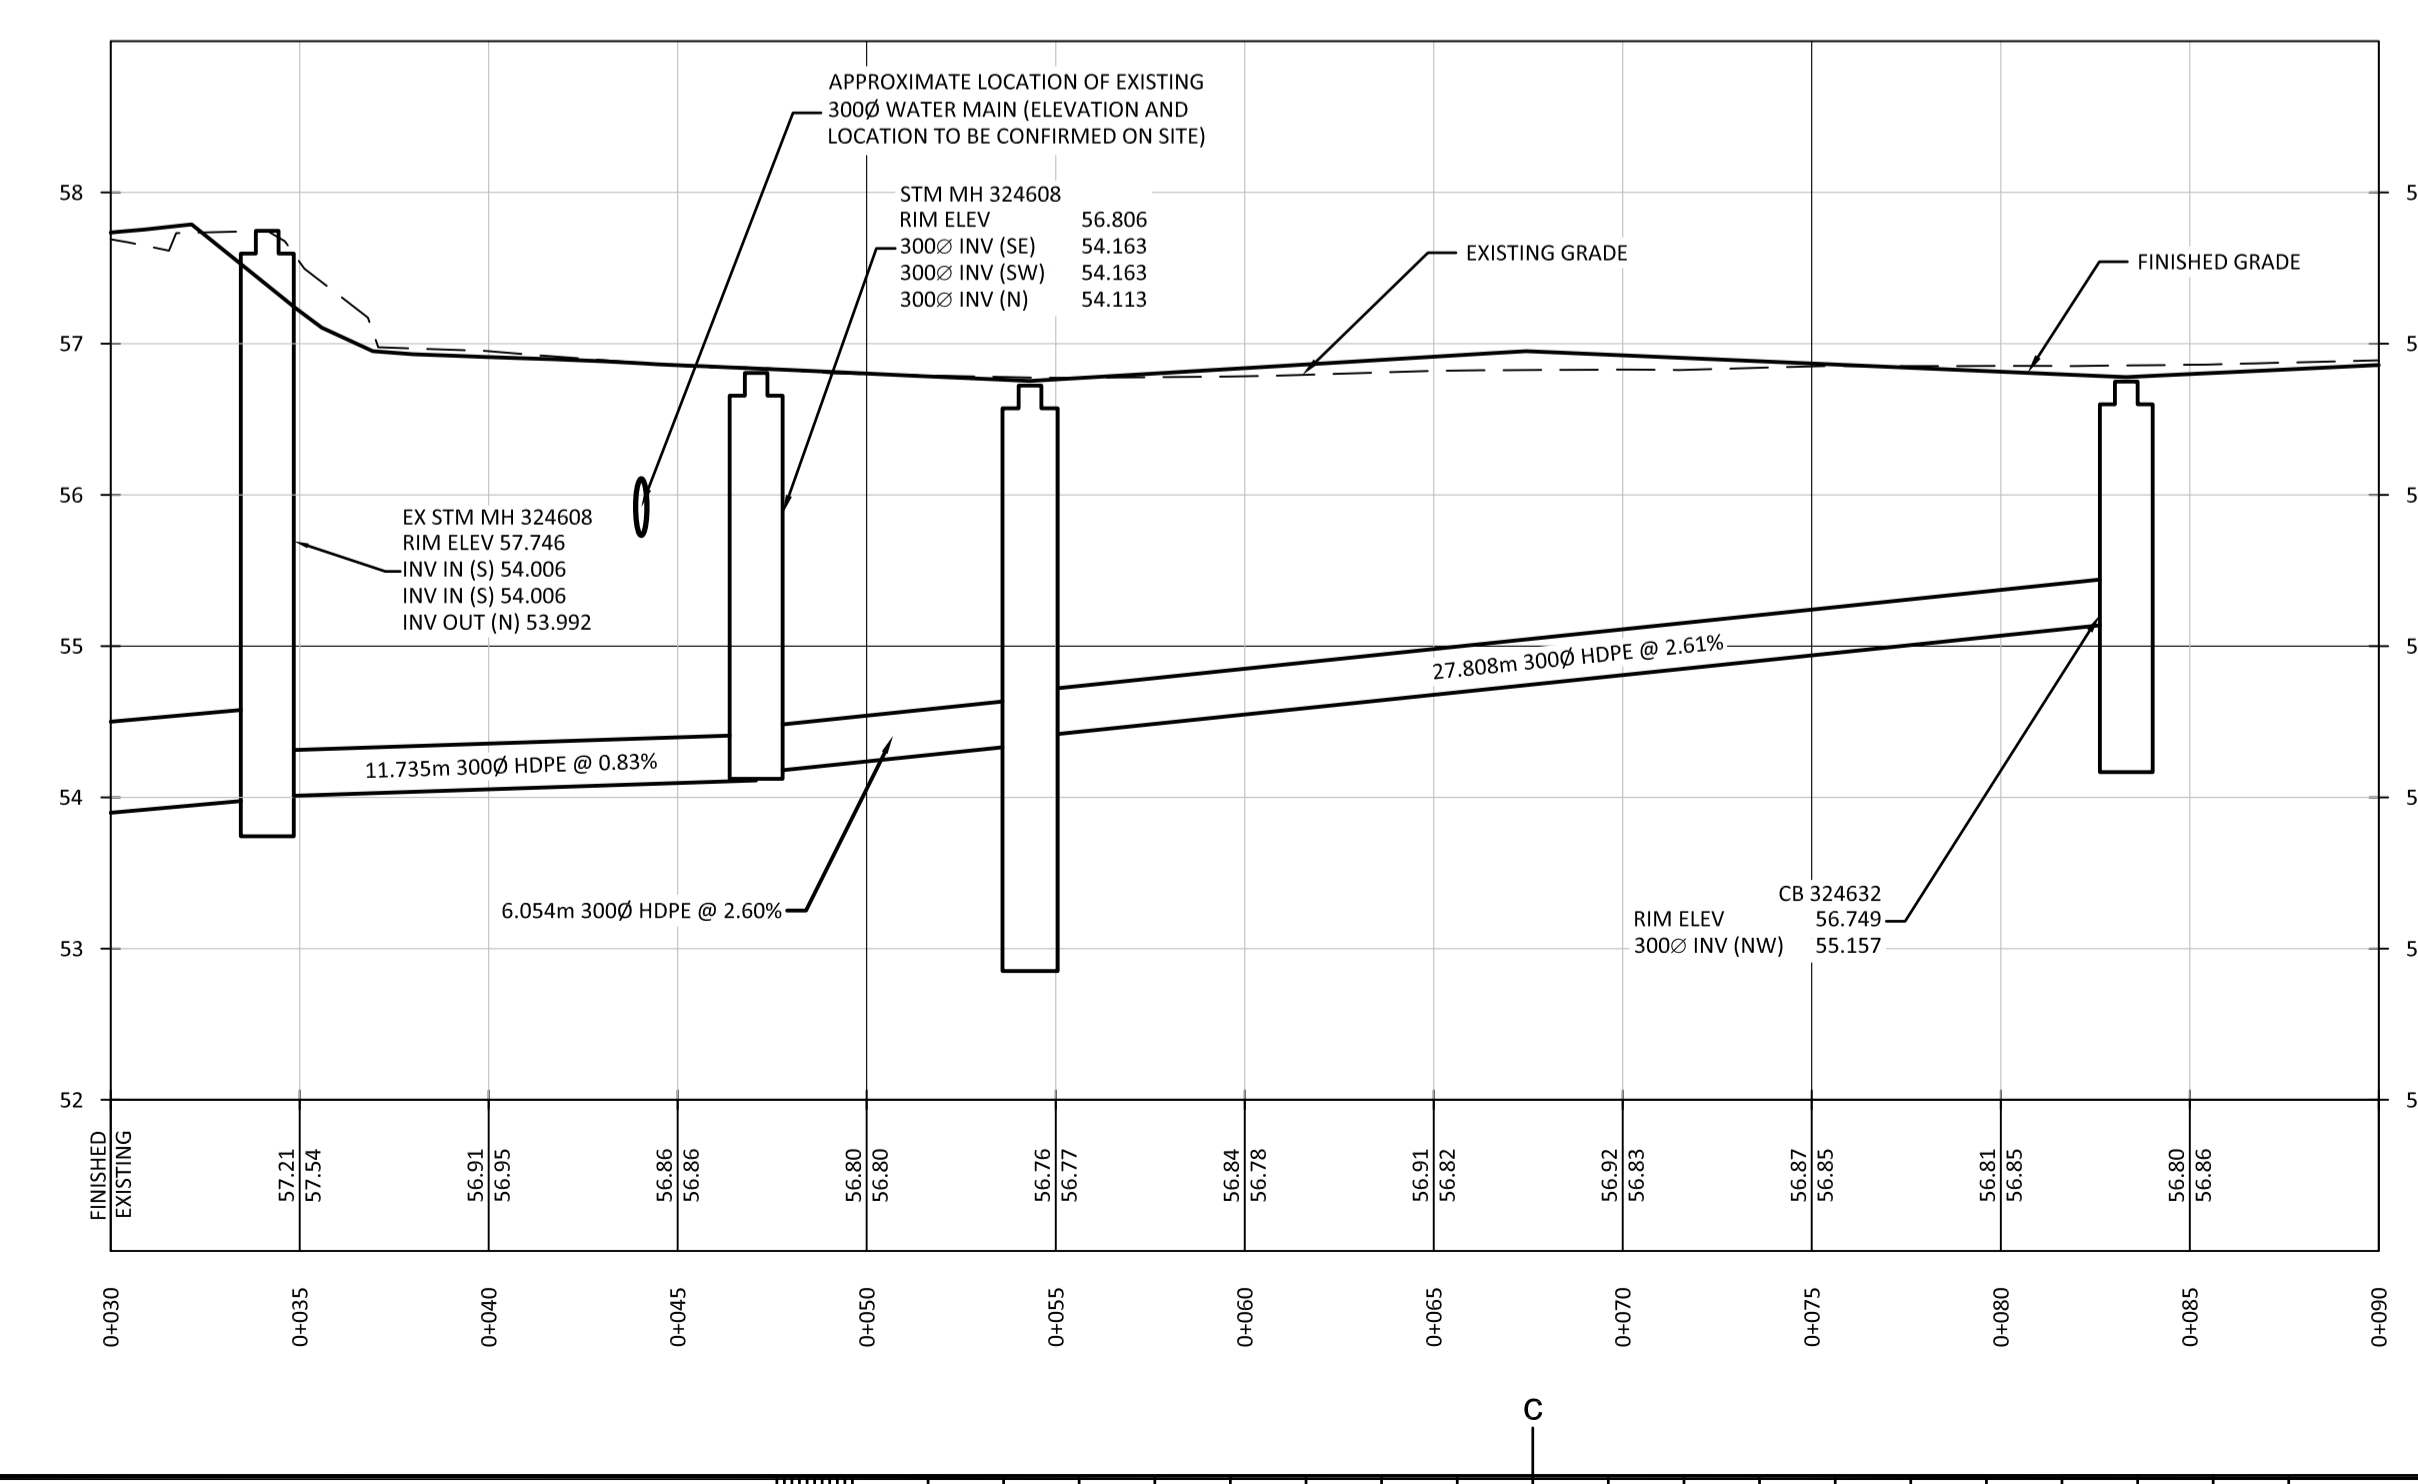 APPROXIMATE LOCATION OF EXISTING
300Ø WATER MAIN (ELEVATION AND
LOCATION TO BE CONFIRMED ON SITE)
STM MH 324608
RIM ELEV 56.806
300∅ INV (SE) 54.163
300∅ INV (SW) 54.163
300∅ INV (N) 54.113
EXISTING GRADE
FINISHED GRADE
58
57
56
55
54
53
52
5
5
5
5
5
5
5
EX STM MH 324608
RIM ELEV 57.746
INV IN (S) 54.006
INV IN (S) 54.006
INV OUT (N) 53.992
11.735m 300Ø HDPE @ 0.83%
27.808m 300Ø HDPE @ 2.61%
6.054m 300Ø HDPE @ 2.60%
CB 324632
RIM ELEV 56.749
300∅ INV (NW) 55.157
FINISHED
EXISTING
57.21
57.54
56.91
56.95
56.86
56.86
56.80
56.80
56.76
56.77
56.84
56.78
56.91
56.82
56.92
56.83
56.87
56.85
56.81
56.85
56.80
56.86
0+030
0+035
0+040
0+045
0+050
0+055
0+060
0+065
0+070
0+075
0+080
0+085
0+090
C